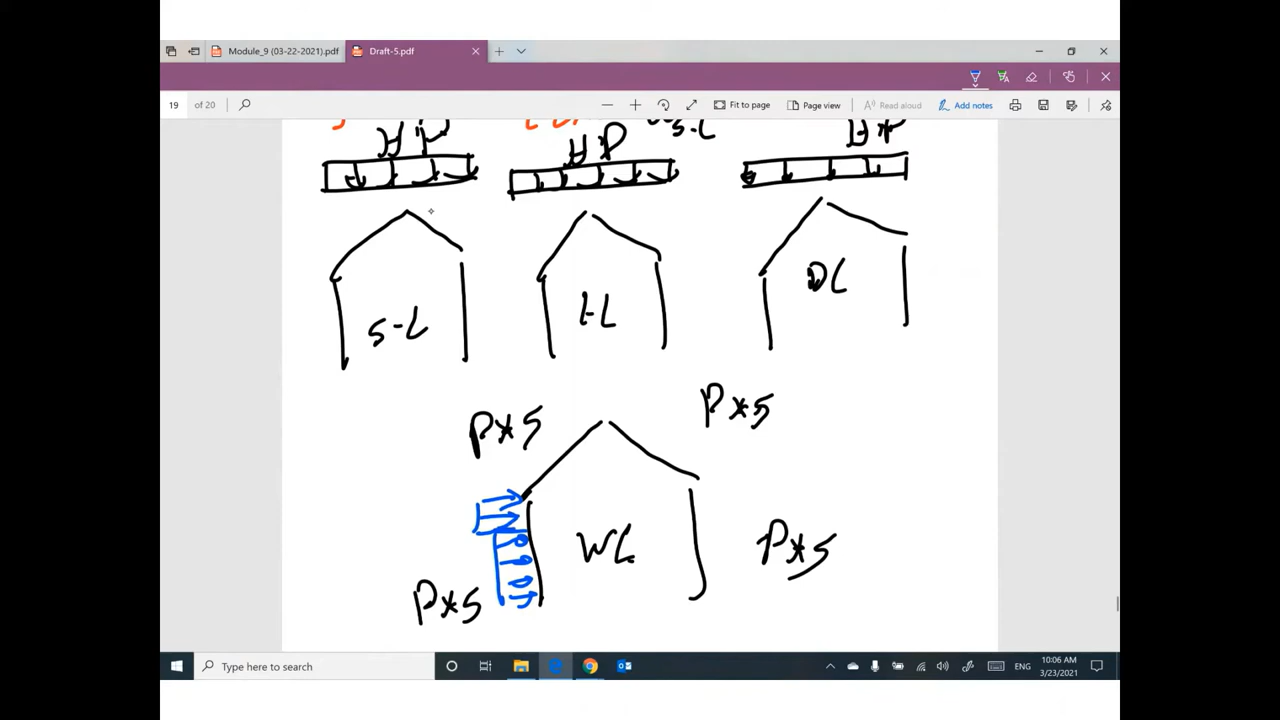 Module_9 (03-22-2021).pdf
Draft-5.pdf
19 of 20
Fit to page
Page view
Read aloud
Add notes
S-L
S-L
L-L
DL
P*S
P*S
WL
P*S
P*S
Type here to search
ENG
10:06 AM
3/23/2021